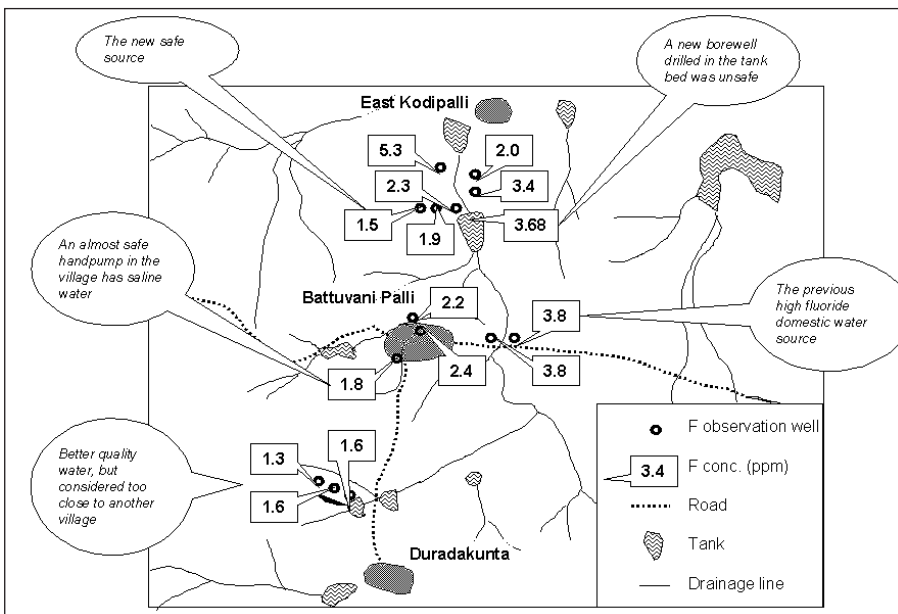 The new safe
source
A new borewell
drilled in the tank
bed was unsafe
East Kodipalli
5.3
2.0
2.3
3.4
1.5
1.9
3.68
An almost safe
handpump in the
village has saline
water
Battuvani Palli
2.2
3.8
The previous
high fluoride
domestic water
source
1.8
2.4
3.8
Better quality
water, but
considered too
close to another
village
1.3
1.6
1.6
Duradakunta
F observation well
3.4 F conc. (ppm)
Road
Tank
Drainage line